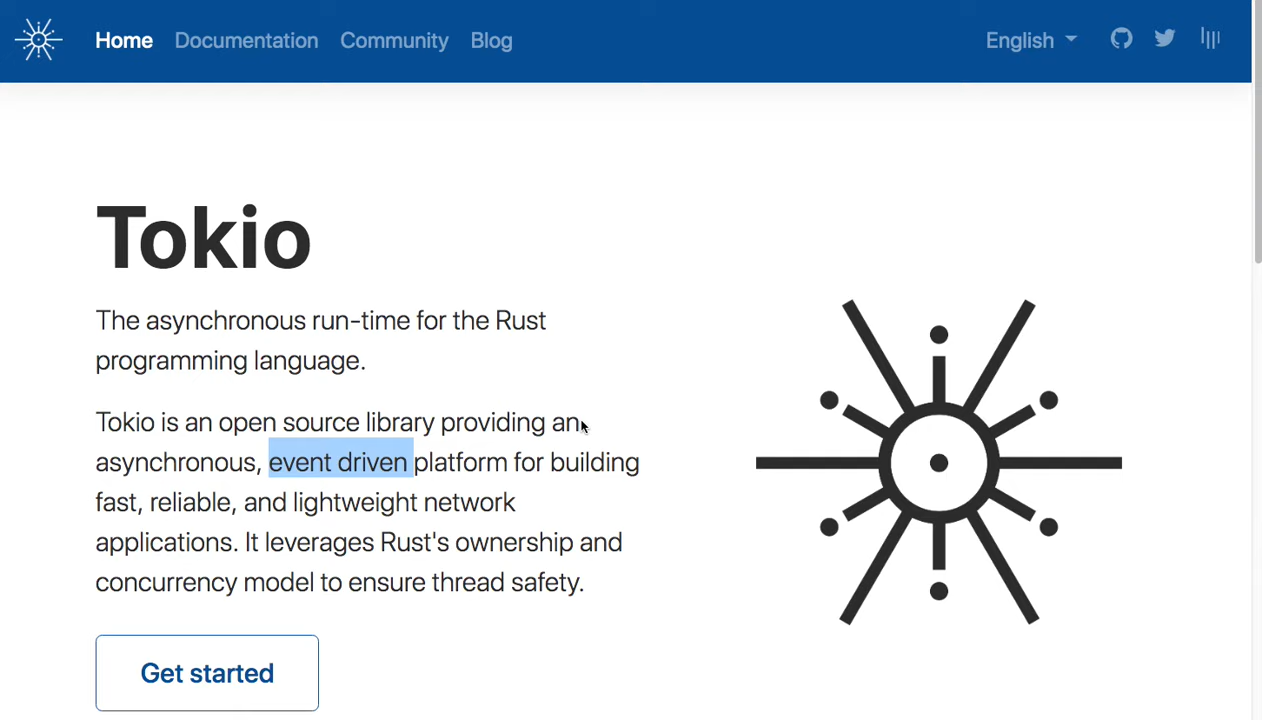 Home Documentation Community Blog English
Tokio
The asynchronous run-time for the Rust
programming language.
Tokio is an open source library providing an
asynchronous, event driven platform for building
fast, reliable, and lightweight network
applications. It leverages Rust's ownership and
concurrency model to ensure thread safety.
Get started